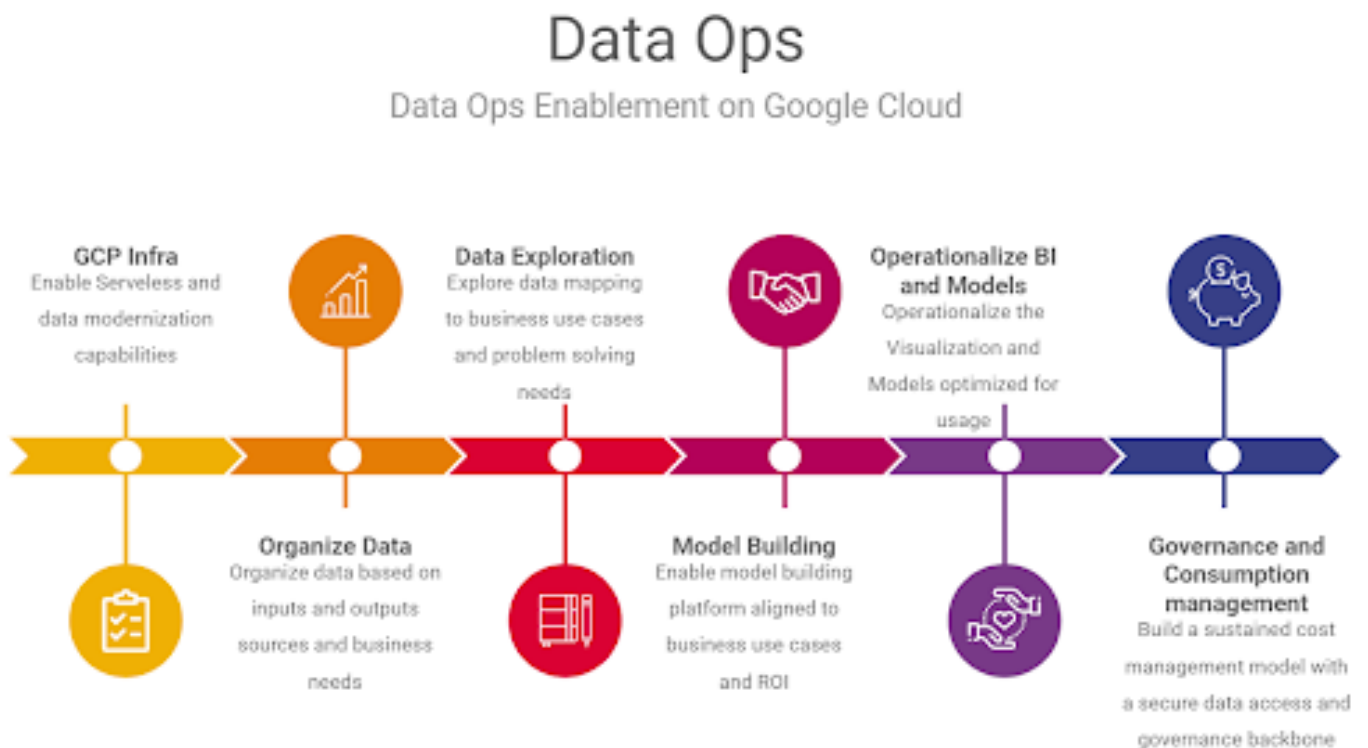 Data Ops
Data Ops Enablement on Google Cloud
GCP Infra
Enable Serveless and
data modernization
capabilities
Organize Data
Organize data based on
inputs and outputs
sources and business
needs
Data Exploration
Explore data mapping
to business use cases
and problem solving
needs
Model Building
Enable model building
platform aligned to
business use cases
and ROI
Operationalize BI
and Models
Operationalize the
Visualization and
Models optimized for
usage
$
Governance and
Consumption
management
Build a sustained cost
management model with
a secure data access and
governance backbone